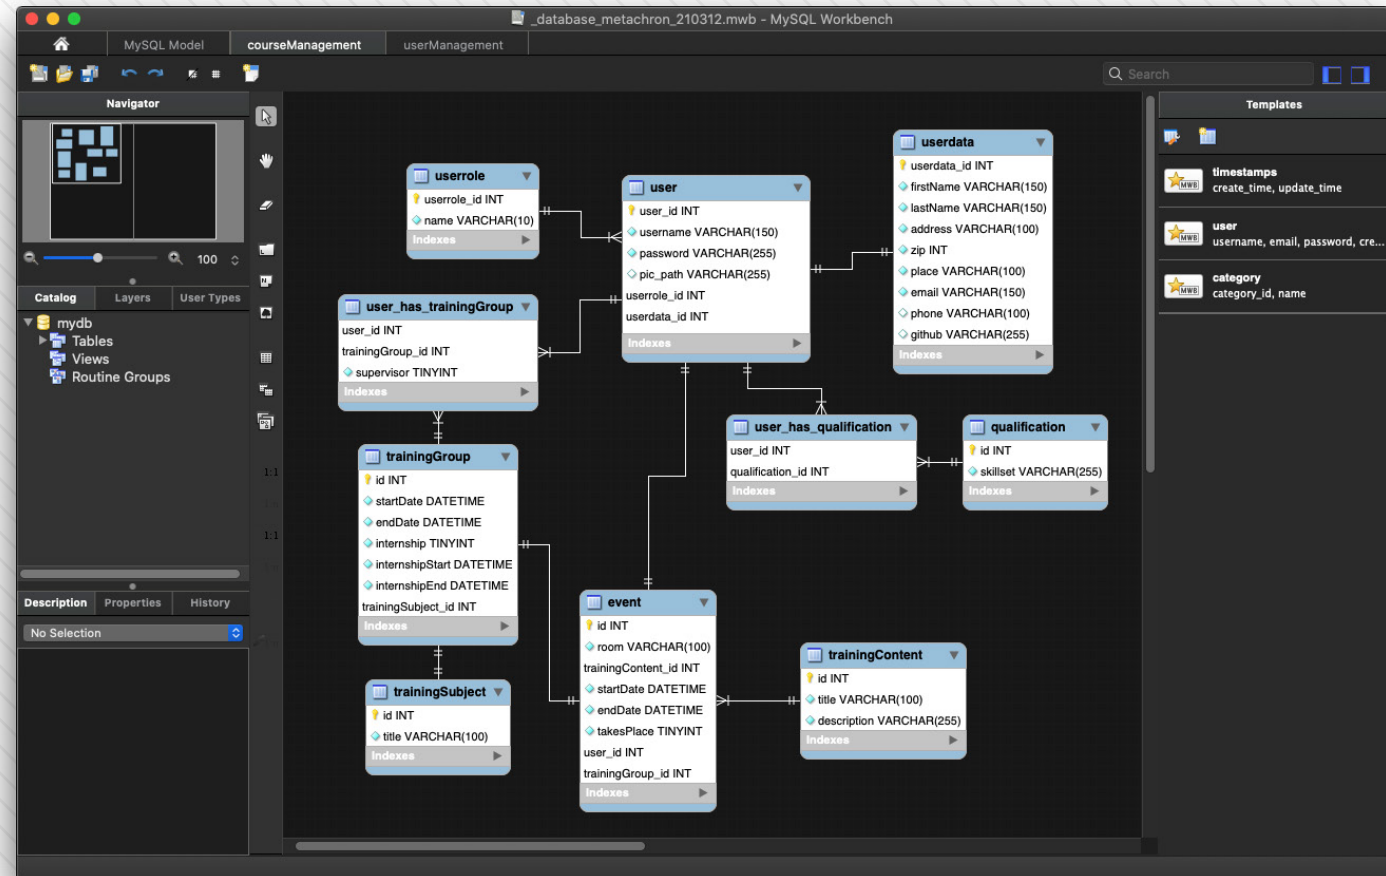 _database_metachron_210312.mwb - MySQL Workbench
MySQL Model
courseManagement
userManagement
Search
Navigator
100
Catalog
Layers
User Types
mydb
Tables
Views
Routine Groups
Description
Properties
History
No Selection
1:1
1:1
userrole
userrole_id INT
name VARCHAR(10)
Indexes
user
user_id INT
username VARCHAR(150)
password VARCHAR(255)
pic_path VARCHAR(255)
userrole_id INT
userdata_id INT
Indexes
userdata
userdata_id INT
firstName VARCHAR(150)
lastName VARCHAR(150)
address VARCHAR(100)
zip INT
place VARCHAR(100)
email VARCHAR(150)
phone VARCHAR(100)
github VARCHAR(255)
Indexes
user_has_trainingGroup
user_id INT
trainingGroup_id INT
supervisor TINYINT
Indexes
user_has_qualification
user_id INT
qualification_id INT
Indexes
qualification
id INT
skillset VARCHAR(255)
Indexes
trainingGroup
id INT
startDate DATETIME
endDate DATETIME
internship TINYINT
internshipStart DATETIME
internshipEnd DATETIME
trainingSubject_id INT
Indexes
trainingSubject
id INT
title VARCHAR(100)
Indexes
event
id INT
room VARCHAR(100)
trainingContent_id INT
startDate DATETIME
endDate DATETIME
takesPlace TINYINT
user_id INT
trainingGroup_id INT
Indexes
trainingContent
id INT
title VARCHAR(100)
description VARCHAR(255)
Indexes
Templates
MWB
timestamps
create_time, update_time
MWB
user
username, email, password, cre...
MWB
category
category_id, name